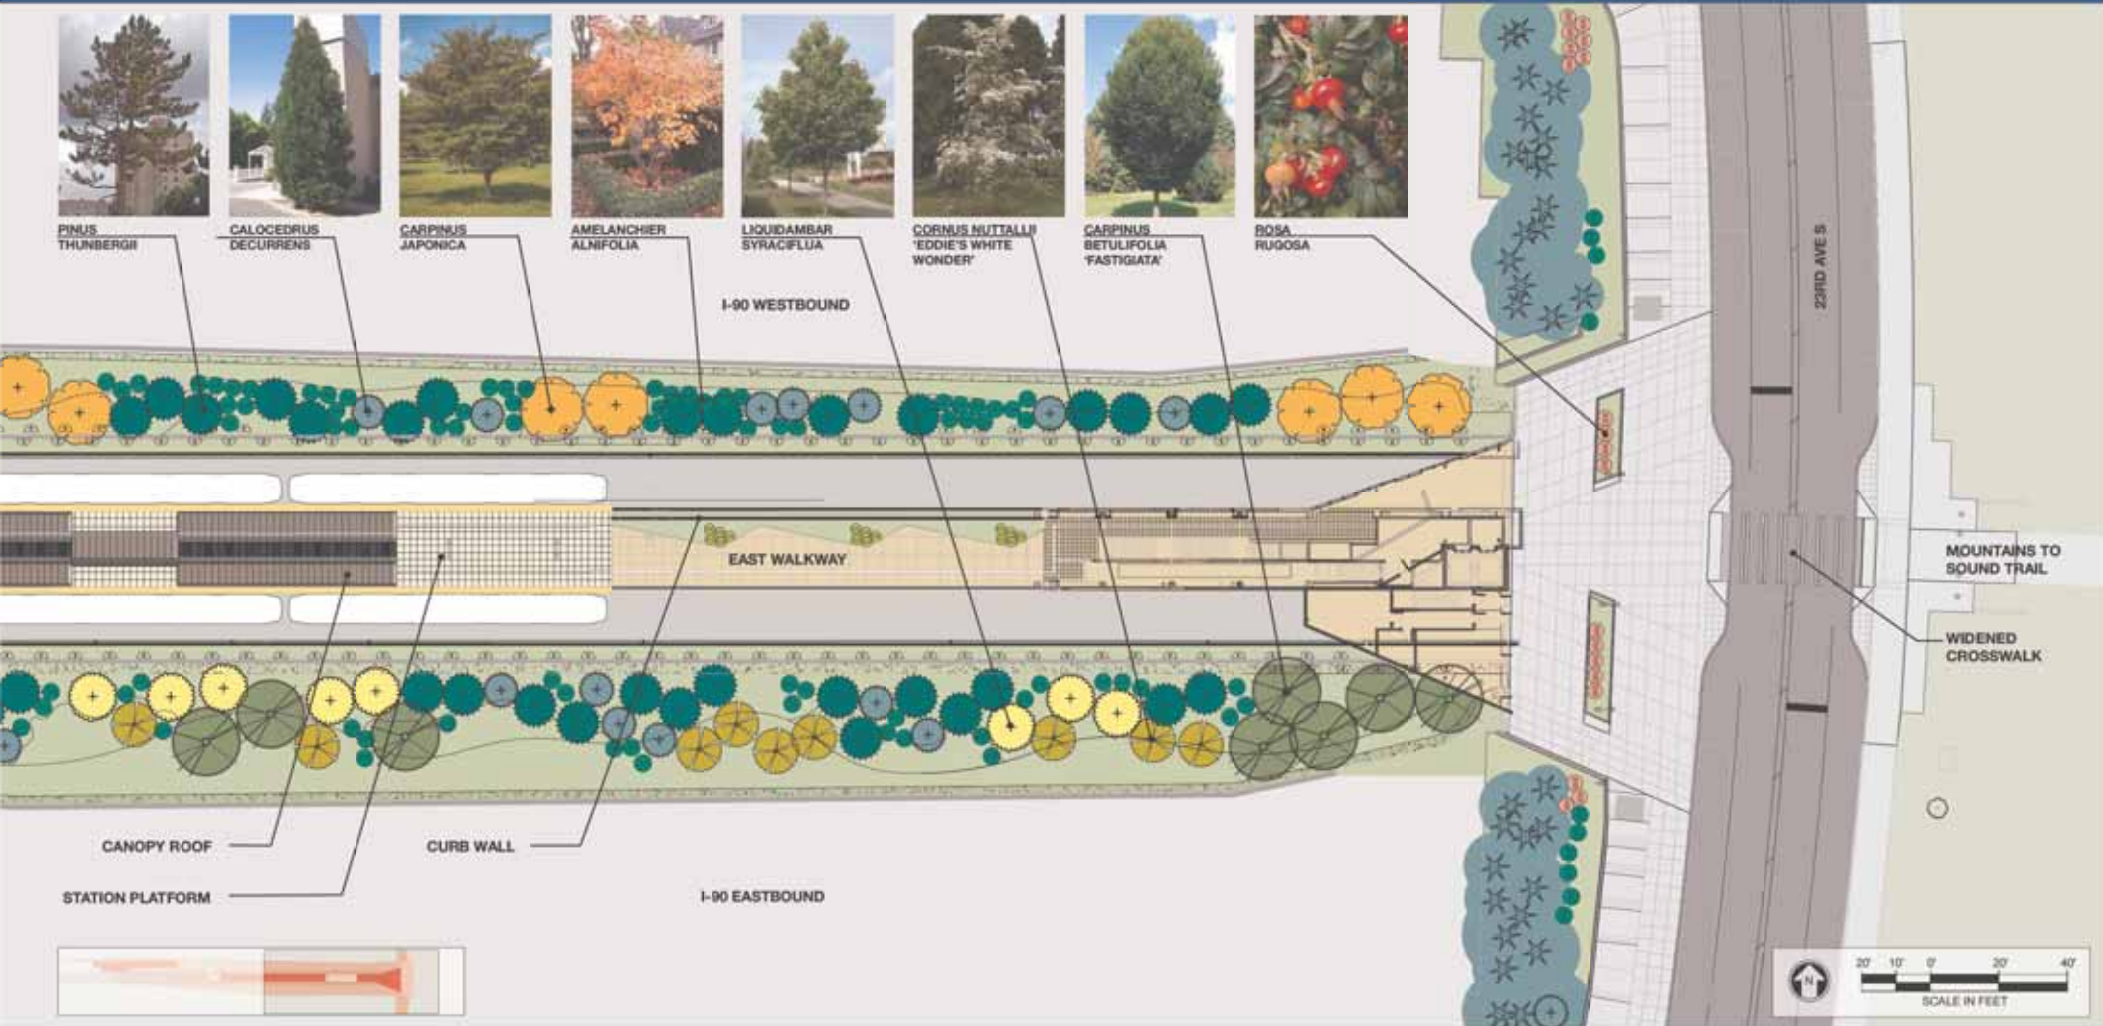 PINUS
THUNBERGII
CALOCEDRUS
DECURRENS
CARPINUS
JAPONICA
AMELANCHIER
ALNIFOLIA
LIQUIDAMBAR
SYRACIFLUA
CORNUS NUTTALLII
'EDDIE'S WHITE
WONDER'
CARPINUS
BETULIFOLIA
'FASTIGIATA'
ROSA
RUGOSA
I-90 WESTBOUND
23RD AVE S
EAST WALKWAY
MOUNTAINS TO
SOUND TRAIL
WIDENED
CROSSWALK
CANOPY ROOF
CURB WALL
STATION PLATFORM
I-90 EASTBOUND
N
20' 10' 0' 20' 40'
SCALE IN FEET